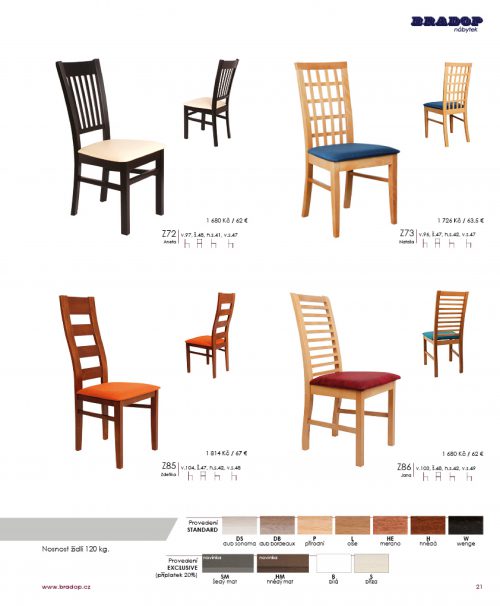 BRADOP
nábytek
1 680 Kč / 62 €
Z72
Aneta
v.97, š.48, h.s.41, v.s.47
1 726 Kč / 63,5 €
Z73
Natalia
v.96, š.45, h.s.42, v.s.47
1 814 Kč / 67 €
Z85
Zdeňka
v.104, š.47, h.s.42, v.s.48
1 680 Kč / 62 €
Z86
Jana
v.103, š.48, h.s.42, v.s.49
Provedení
STANDARD
DS
dub sonoma
DB
dub bordeaux
P
přírodní
L
olše
HE
merano
H
hnědá
W
wenge
Nosnost židlí 120 kg.
Provedení
EXCLUSIVE
(příplatek 20%)
novinka
SM
šedý mat
novinka
HM
hnědý mat
B
bílá
S
bříza
www.bradop.cz
21